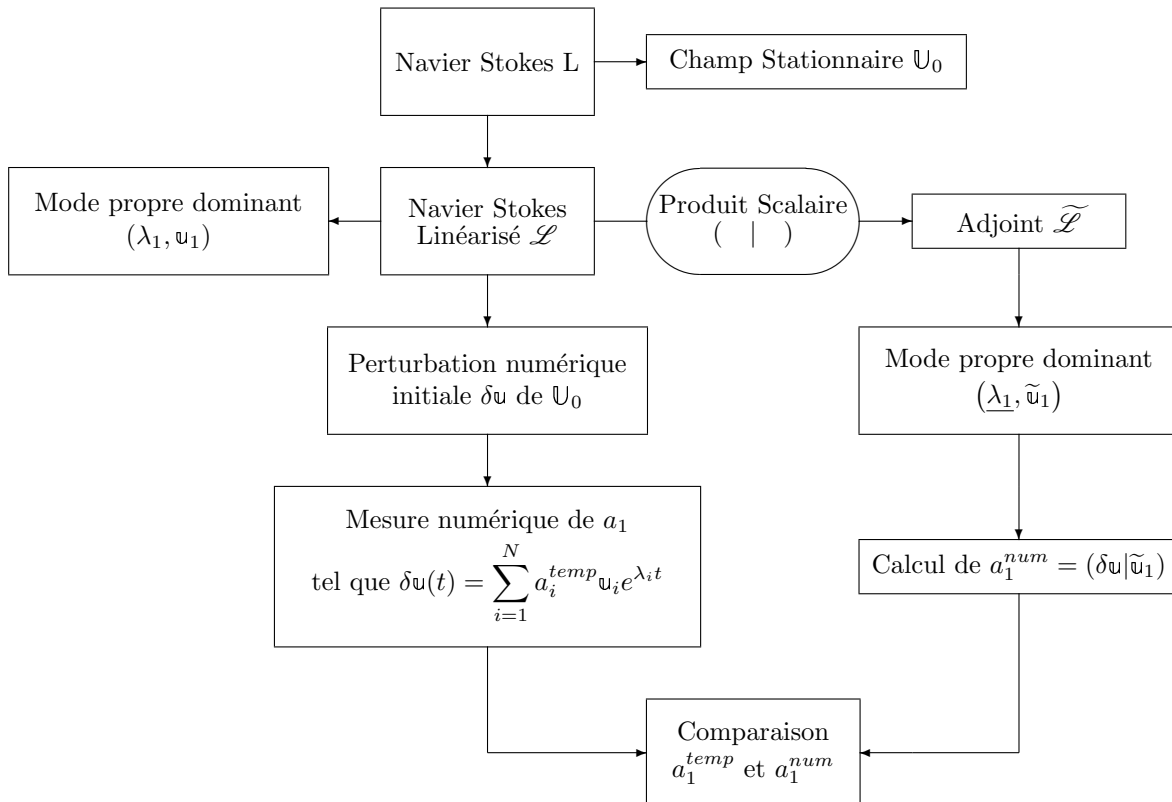 Navier Stokes L
Champ Stationnaire 𝕌₀
Mode propre dominant
(λ₁, 𝕦₁)
Navier Stokes
Linéarisé ℒ
Produit Scalaire
( | )
Adjoint ℒ̃
Perturbation numérique
initiale δ𝕦 de 𝕌₀
Mode propre dominant
(λ̲₁̲, 𝕦̃₁)
Mesure numérique de a₁
tel que δ𝕦(t) = ∑_{i=1}^{N} a_i^{temp} 𝕦_i e^{λ_i t}
Calcul de a₁^{num} = (δ𝕦|𝕦̃₁)
Comparaison
a₁^{temp} et a₁^{num}